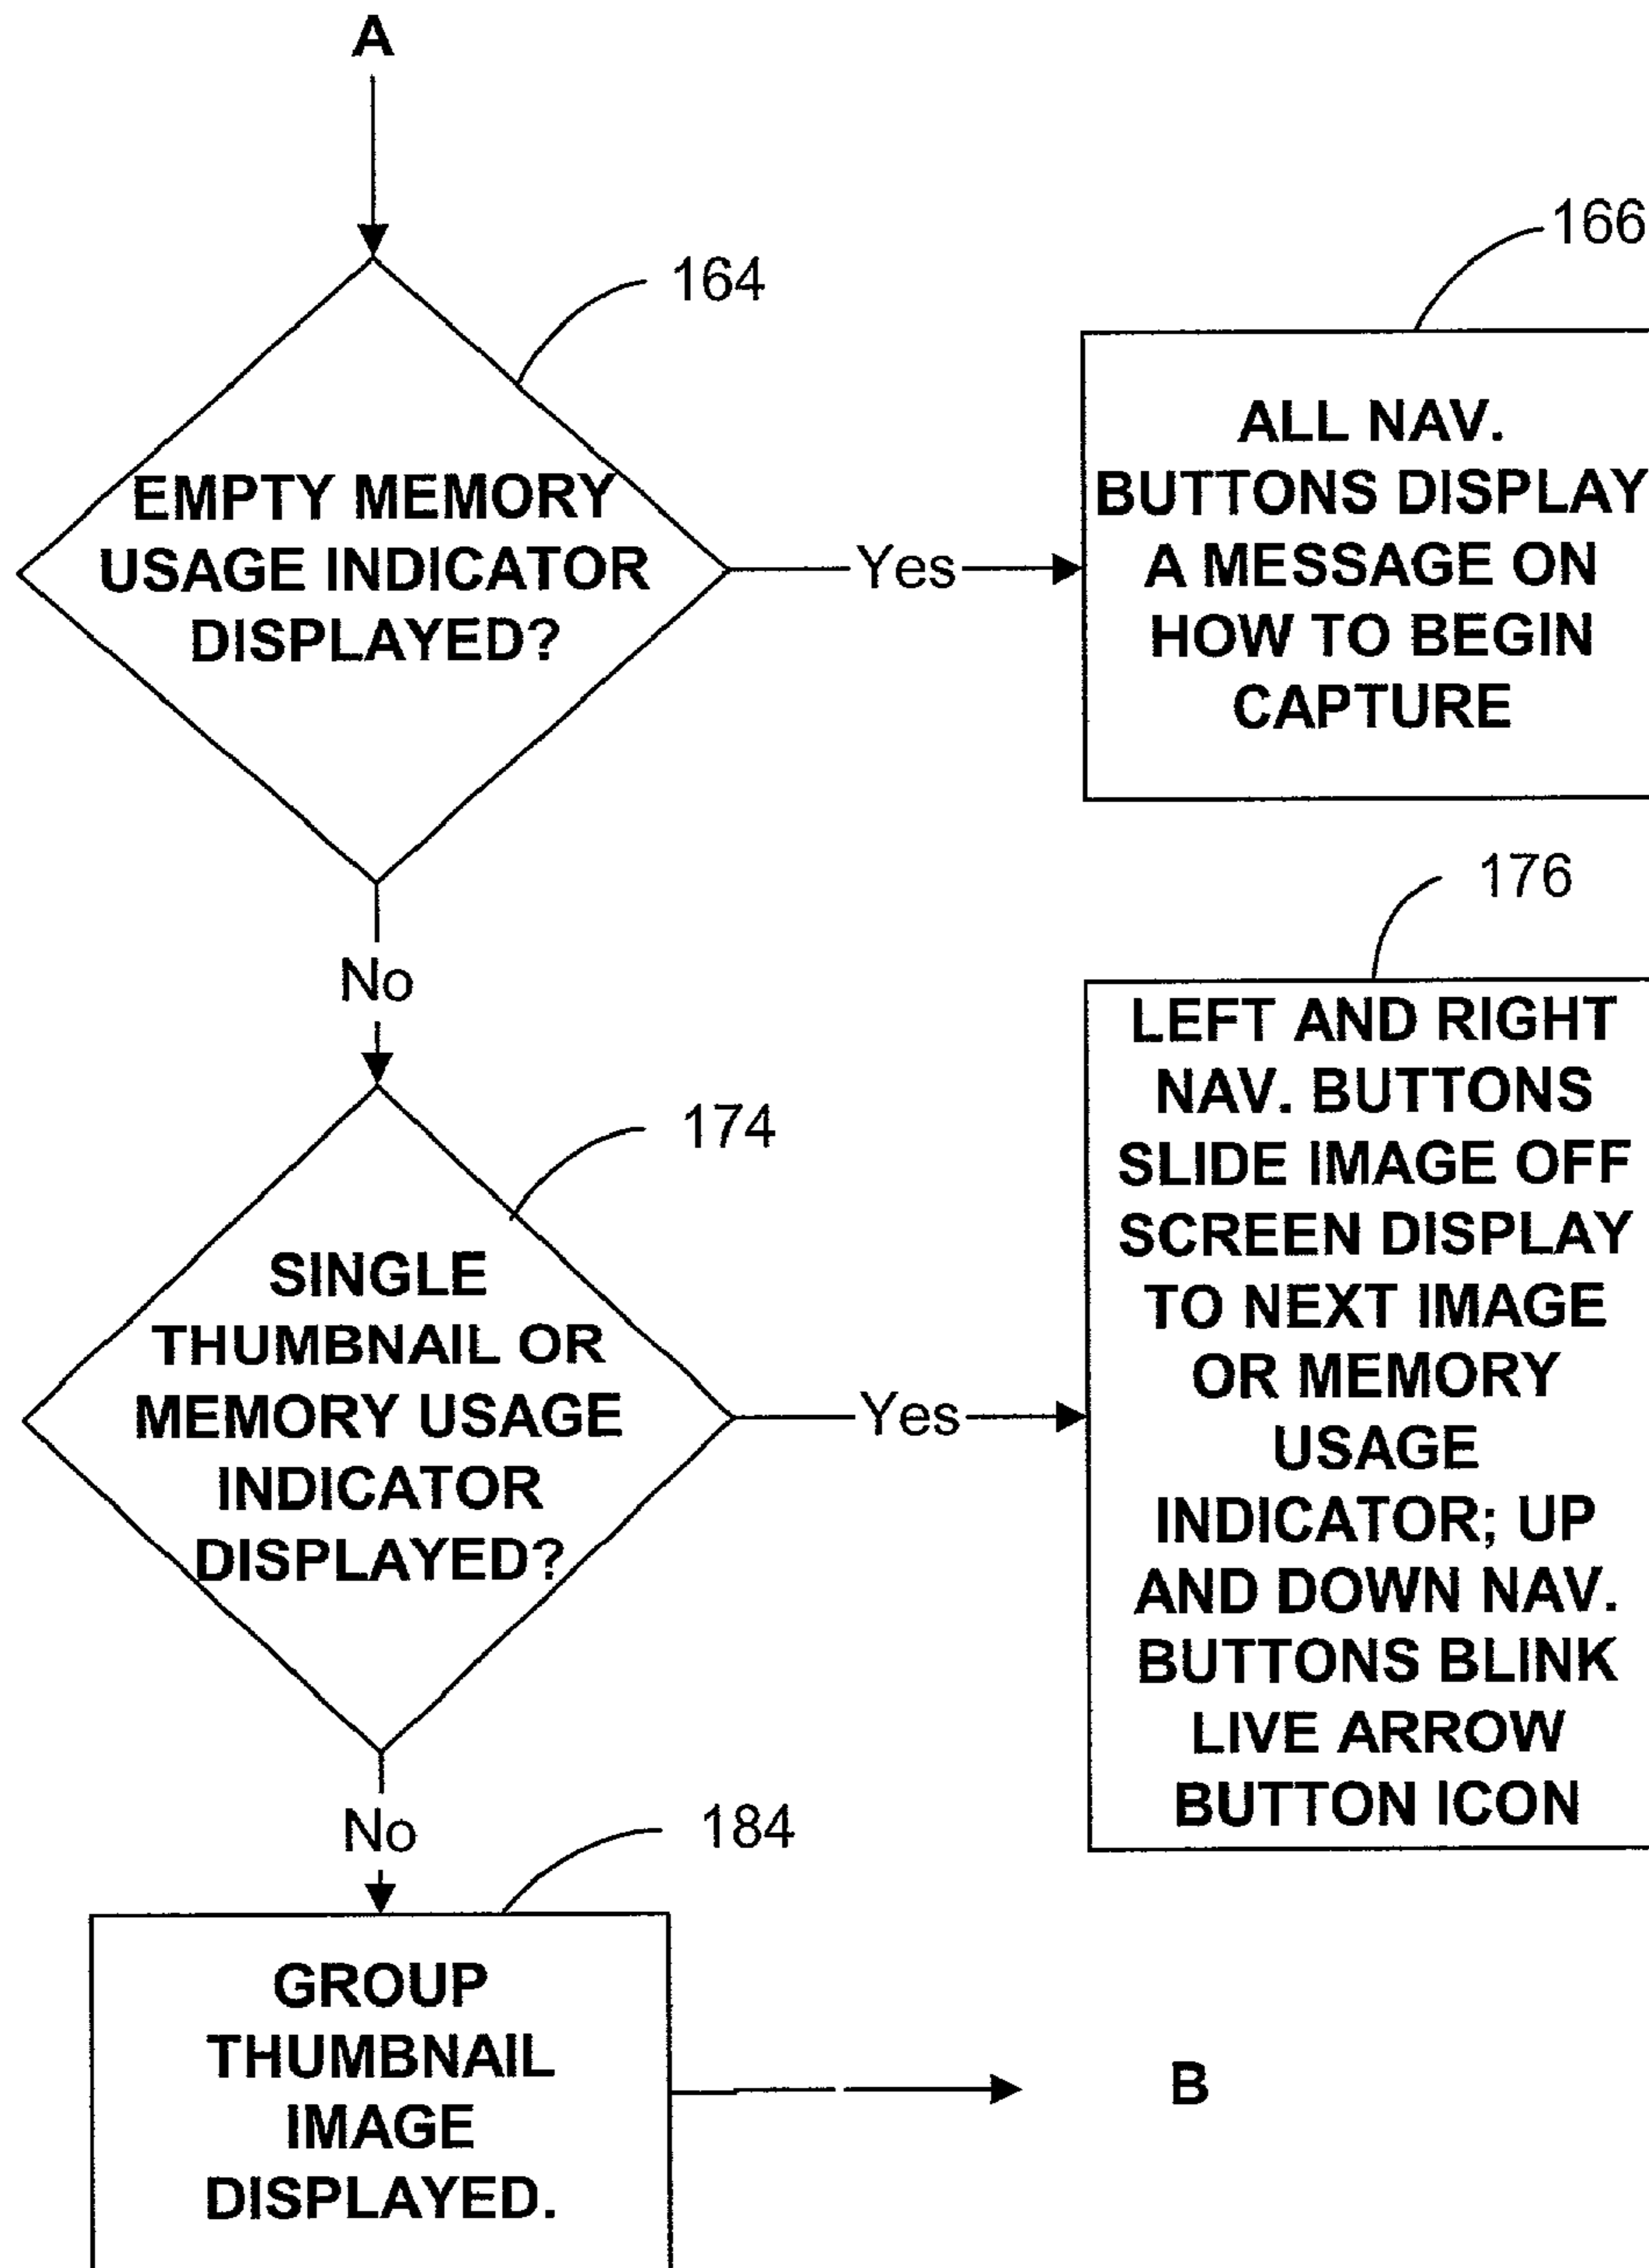 A
164
EMPTY MEMORY
USAGE INDICATOR
DISPLAYED?
Yes
166
ALL NAV.
BUTTONS DISPLAY
A MESSAGE ON
HOW TO BEGIN
CAPTURE
No
174
SINGLE
THUMBNAIL OR
MEMORY USAGE
INDICATOR
DISPLAYED?
Yes
176
LEFT AND RIGHT
NAV. BUTTONS
SLIDE IMAGE OFF
SCREEN DISPLAY
TO NEXT IMAGE
OR MEMORY
USAGE
INDICATOR; UP
AND DOWN NAV.
BUTTONS BLINK
LIVE ARROW
BUTTON ICON
No
184
GROUP
THUMBNAIL
IMAGE
DISPLAYED.
B